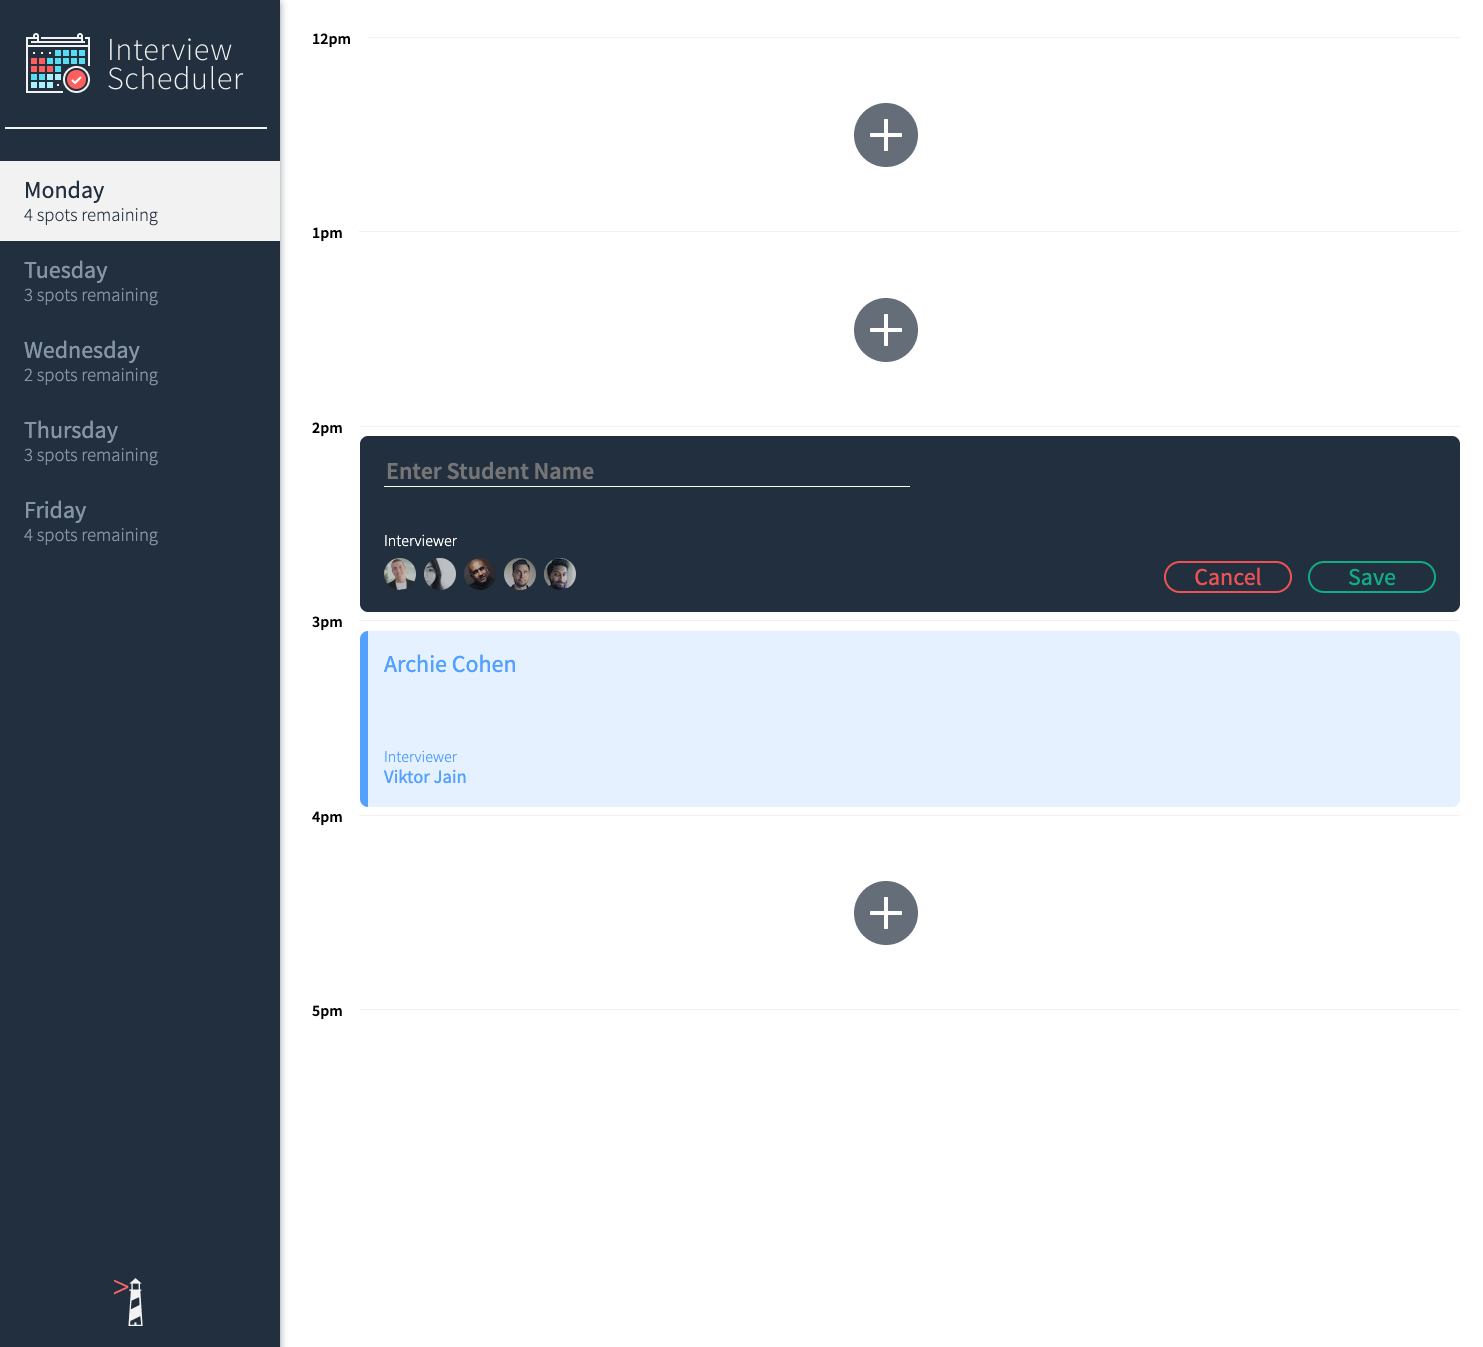 Interview
Scheduler
Monday
4 spots remaining
Tuesday
3 spots remaining
Wednesday
2 spots remaining
Thursday
3 spots remaining
Friday
4 spots remaining
12pm
1pm
2pm
Enter Student Name
Interviewer
Cancel
Save
3pm
Archie Cohen
Interviewer
Viktor Jain
4pm
5pm